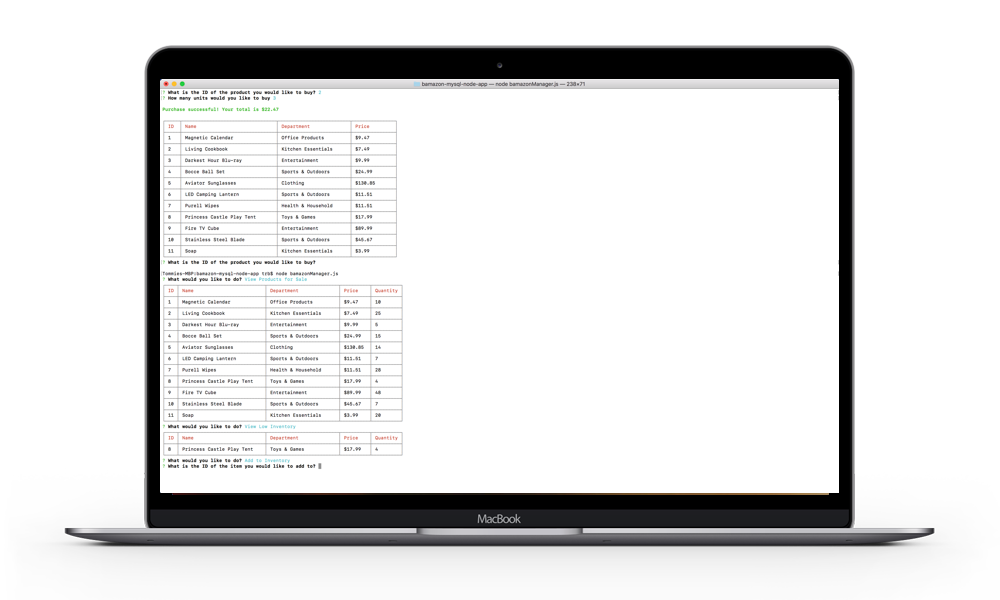 bamazon-mysql-node-app — node bamazonManager.js — 238×71
? What is the ID of the product you would like to buy? 2
? How many units would you like to buy 3
Purchase successful! Your total is $22.47
ID Name Department Price
1 Magnetic Calendar Office Products $9.47
2 Living Cookbook Kitchen Essentials $7.49
3 Darkest Hour Blu-ray Entertainment $9.99
4 Bocce Ball Set Sports & Outdoors $24.99
5 Aviator Sunglasses Clothing $130.85
6 LED Camping Lantern Sports & Outdoors $11.51
7 Purell Wipes Health & Household $11.51
8 Princess Castle Play Tent Toys & Games $17.99
9 Fire TV Cube Entertainment $89.99
10 Stainless Steel Blade Sports & Outdoors $45.67
11 Soap Kitchen Essentials $3.99
? What is the ID of the product you would like to buy?
Tommies-MBP:bamazon-mysql-node-app trb$ node bamazonManager.js
? What would you like to do? View Products for Sale
ID Name Department Price Quantity
1 Magnetic Calendar Office Products $9.47 10
2 Living Cookbook Kitchen Essentials $7.49 25
3 Darkest Hour Blu-ray Entertainment $9.99 5
4 Bocce Ball Set Sports & Outdoors $24.99 15
5 Aviator Sunglasses Clothing $130.85 14
6 LED Camping Lantern Sports & Outdoors $11.51 7
7 Purell Wipes Health & Household $11.51 20
8 Princess Castle Play Tent Toys & Games $17.99 4
9 Fire TV Cube Entertainment $89.99 40
10 Stainless Steel Blade Sports & Outdoors $45.67 7
11 Soap Kitchen Essentials $3.99 20
? What would you like to do? View Low Inventory
ID Name Department Price Quantity
8 Princess Castle Play Tent Toys & Games $17.99 4
? What would you like to do? Add to Inventory
? What is the ID of the item you would like to add to?
MacBook